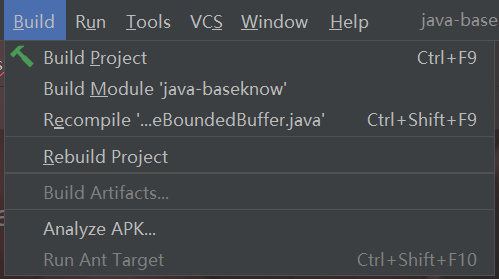 Build Run Tools VCS Window Help java-base
Build Project Ctrl+F9
Build Module 'java-baseknow'
Recompile '...eBoundedBuffer.java' Ctrl+Shift+F9
Rebuild Project
Build Artifacts...
Analyze APK...
Run Ant Target Ctrl+Shift+F10